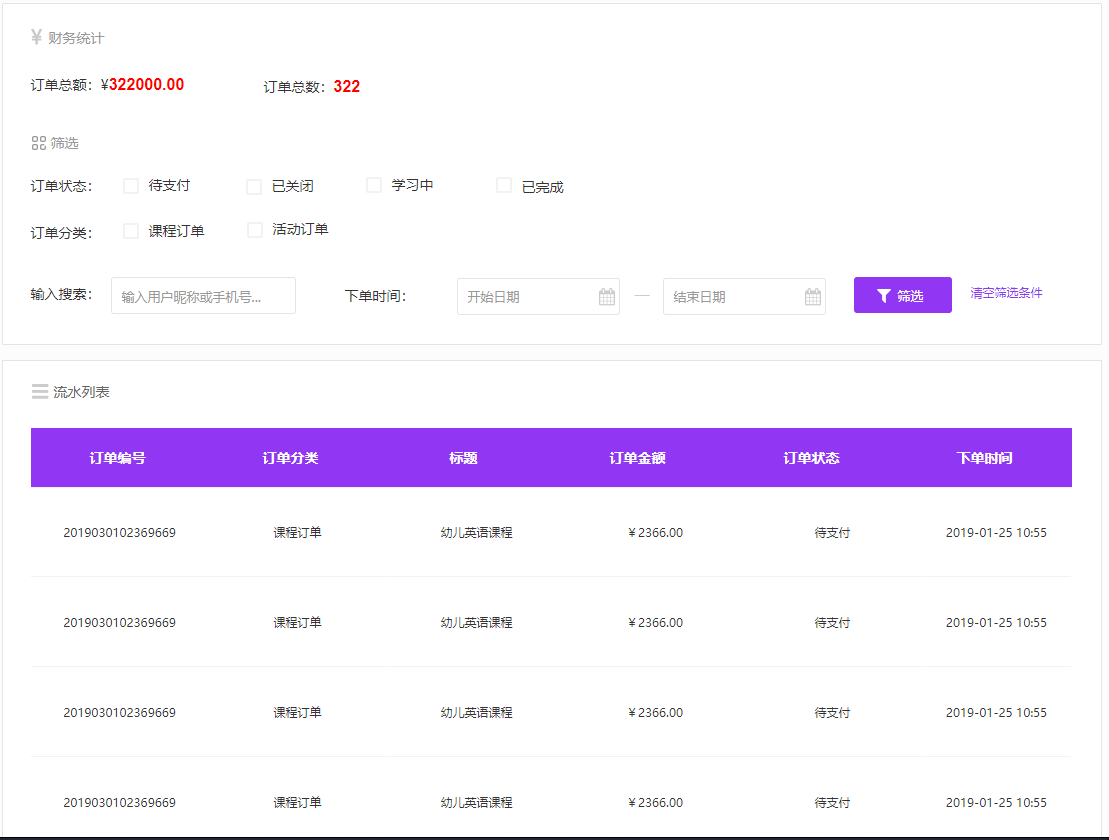 ¥ 财务统计
订单总额：¥322000.00 订单总数：322
筛选
订单状态： 待支付 已关闭 学习中 已完成
订单分类： 课程订单 活动订单
输入搜索： 输入用户昵称或手机号... 下单时间： 开始日期 — 结束日期 筛选 清空筛选条件
流水列表
订单编号 订单分类 标题 订单金额 订单状态 下单时间
2019030102369669 课程订单 幼儿英语课程 ¥2366.00 待支付 2019-01-25 10:55
2019030102369669 课程订单 幼儿英语课程 ¥2366.00 待支付 2019-01-25 10:55
2019030102369669 课程订单 幼儿英语课程 ¥2366.00 待支付 2019-01-25 10:55
2019030102369669 课程订单 幼儿英语课程 ¥2366.00 待支付 2019-01-25 10:55